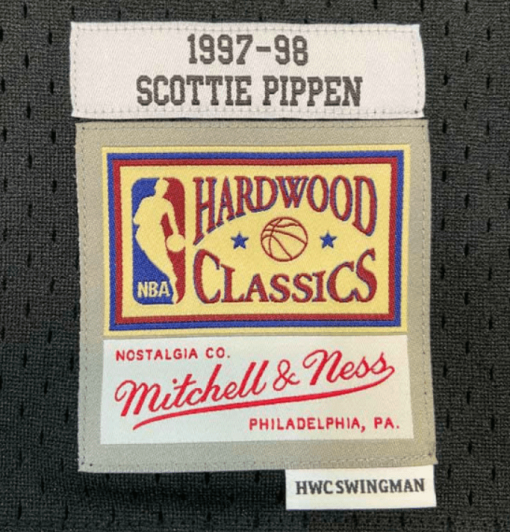 1997-98
SCOTTIE PIPPEN
HARDWOOD
CLASSICS
NBA
NOSTALGIA CO.
Mitchell & Ness
PHILADELPHIA, PA.
HWC SWINGMAN